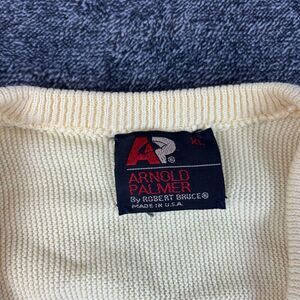 AP®
XL
ARNOLD
PALMER
By ROBERT BRUCE®
MADE IN U.S.A.